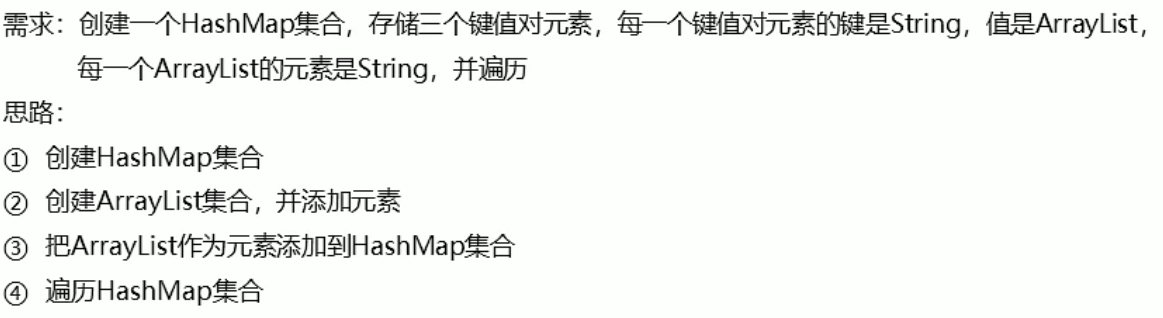 需求：创建一个HashMap集合，存储三个键值对元素，每一个键值对元素的键是String，值是ArrayList，
每一个ArrayList的元素是String，并遍历
思路：
① 创建HashMap集合
② 创建ArrayList集合，并添加元素
③ 把ArrayList作为元素添加到HashMap集合
④ 遍历HashMap集合